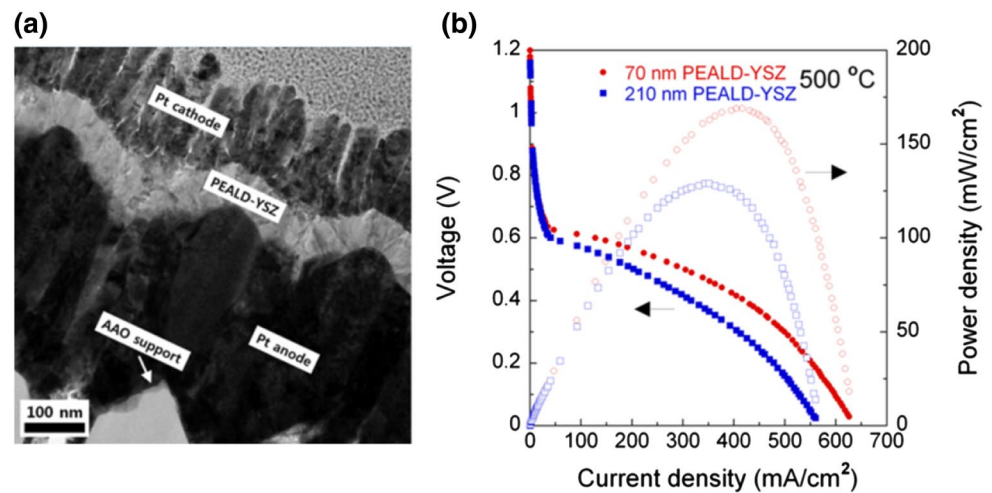 (a)
Pt cathode
PEALD-YSZ
AAO support
Pt anode
100 nm
(b)
70 nm PEALD-YSZ
210 nm PEALD-YSZ
500 °C
1.2
1
0.8
0.6
0.4
0.2
0
Voltage (V)
0
100
200
300
400
500
600
700
Current density (mA/cm²)
200
150
100
50
0
Power density (mW/cm²)